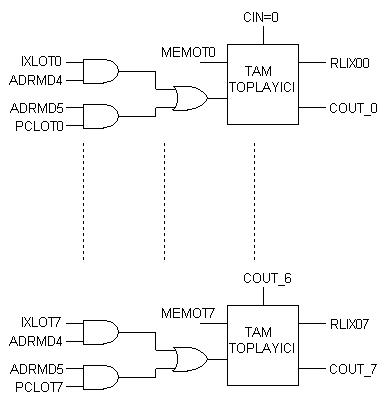 CIN=0
IXLOT0
MEMOT0
ADRMD4
TAM
TOPLAYICI
RLIX00
ADRMD5
PCLOT0
COUT_0
COUT_6
IXLOT7
MEMOT7
ADRMD4
TAM
TOPLAYICI
RLIX07
ADRMD5
PCLOT7
COUT_7